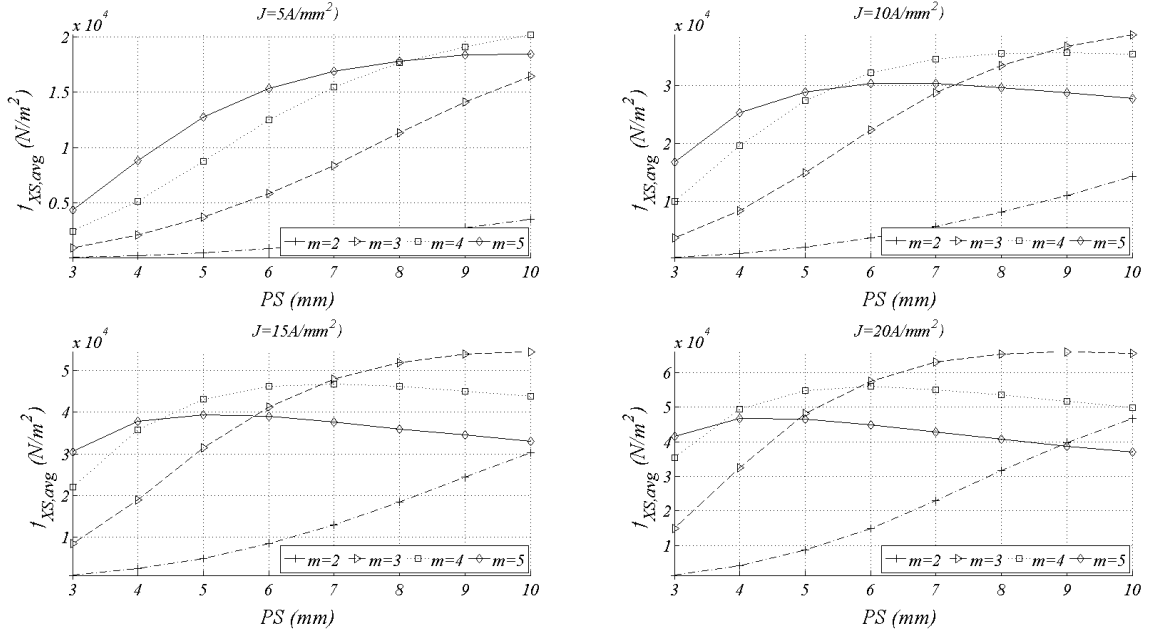 J=5A/mm²)
x 10⁴
2
1.5
1
0.5
f_XS,avg (N/m²)
3 4 5 6 7 8 9 10
PS (mm)
m=2 m=3 m=4 m=5
J=10A/mm²)
x 10⁴
3
2
1
f_XS,avg (N/m²)
3 4 5 6 7 8 9 10
PS (mm)
m=2 m=3 m=4 m=5
J=15A/mm²)
x 10⁴
5
4
3
2
1
f_XS,avg (N/m²)
3 4 5 6 7 8 9 10
PS (mm)
m=2 m=3 m=4 m=5
J=20A/mm²)
x 10⁴
6
5
4
3
2
1
f_XS,avg (N/m²)
3 4 5 6 7 8 9 10
PS (mm)
m=2 m=3 m=4 m=5